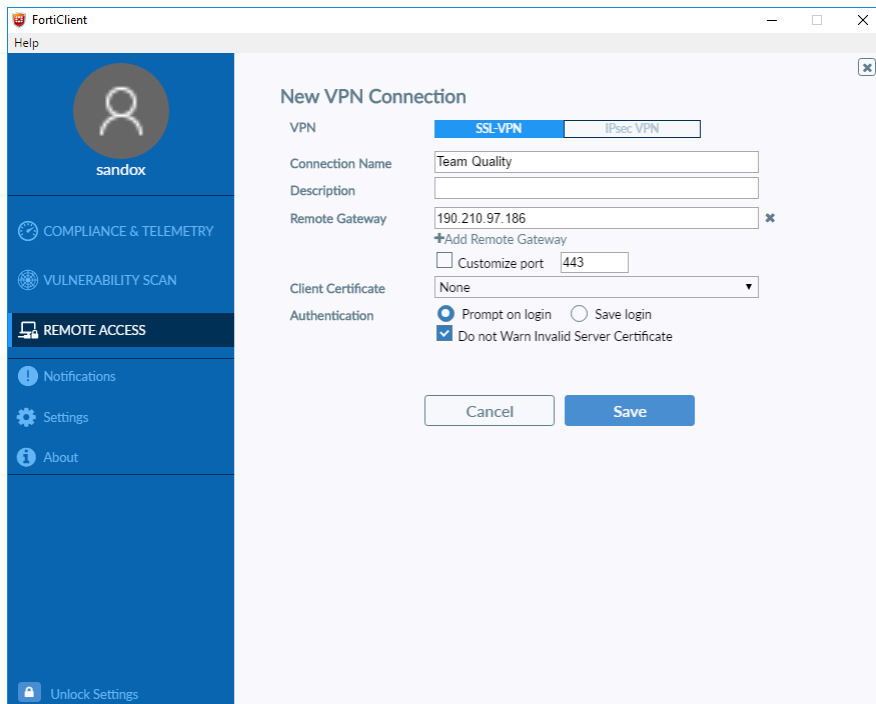 FortiClient
Help
sandox
COMPLIANCE & TELEMETRY
VULNERABILITY SCAN
REMOTE ACCESS
Notifications
Settings
About
Unlock Settings
New VPN Connection
VPN SSL-VPN IPsec VPN
Connection Name Team Quality
Description
Remote Gateway 190.210.97.186
+Add Remote Gateway
Customize port 443
Client Certificate None
Authentication Prompt on login Save login
Do not Warn Invalid Server Certificate
Cancel Save